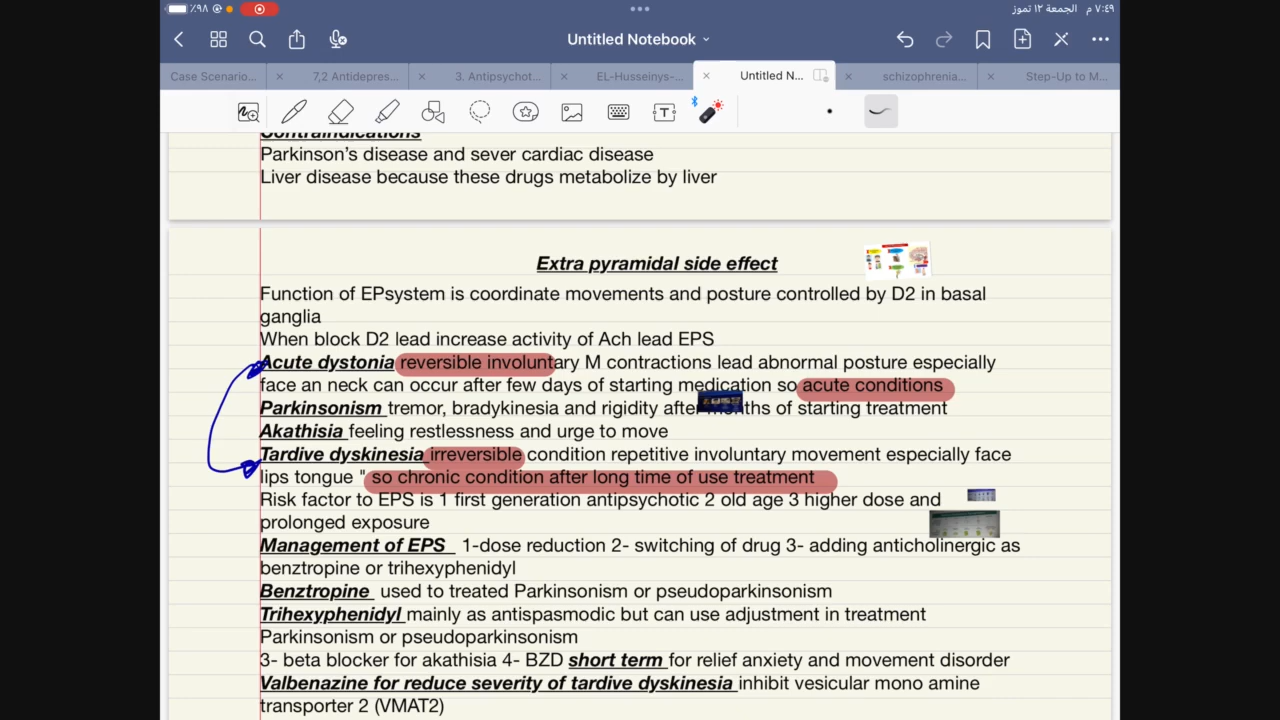 ٧:٤٩ م الجمعة ١٢ تموز
٪٩٨
Untitled Notebook
Case Scenario...
7,2 Antidepres...
3. Antipsychot...
EL-Husseinys-...
Untitled N...
schizophrenia...
Step-Up to M...
Contraindications
Parkinson's disease and sever cardiac disease
Liver disease because these drugs metabolize by liver
Extra pyramidal side effect
Function of EPsystem is coordinate movements and posture controlled by D2 in basal
ganglia
When block D2 lead increase activity of Ach lead EPS
Acute dystonia reversible involuntary M contractions lead abnormal posture especially
face an neck can occur after few days of starting medication so acute conditions
Parkinsonism tremor, bradykinesia and rigidity after months of starting treatment
Akathisia feeling restlessness and urge to move
Tardive dyskinesia irreversible condition repetitive involuntary movement especially face
lips tongue " so chronic condition after long time of use treatment
Risk factor to EPS is 1 first generation antipsychotic 2 old age 3 higher dose and
prolonged exposure
Management of EPS 1-dose reduction 2- switching of drug 3- adding anticholinergic as
benztropine or trihexyphenidyl
Benztropine used to treated Parkinsonism or pseudoparkinsonism
Trihexyphenidyl mainly as antispasmodic but can use adjustment in treatment
Parkinsonism or pseudoparkinsonism
3- beta blocker for akathisia 4- BZD short term for relief anxiety and movement disorder
Valbenazine for reduce severity of tardive dyskinesia inhibit vesicular mono amine
transporter 2 (VMAT2)